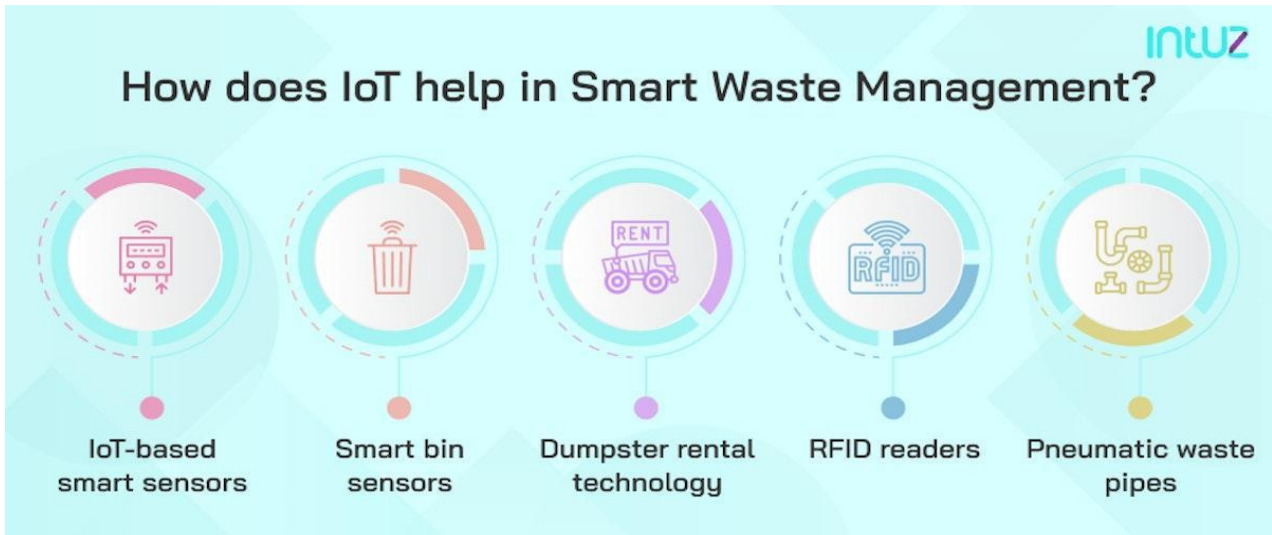 INtUZ
How does IoT help in Smart Waste Management?
RENT
RFID
IoT-based
smart sensors
Smart bin
sensors
Dumpster rental
technology
RFID readers
Pneumatic waste
pipes